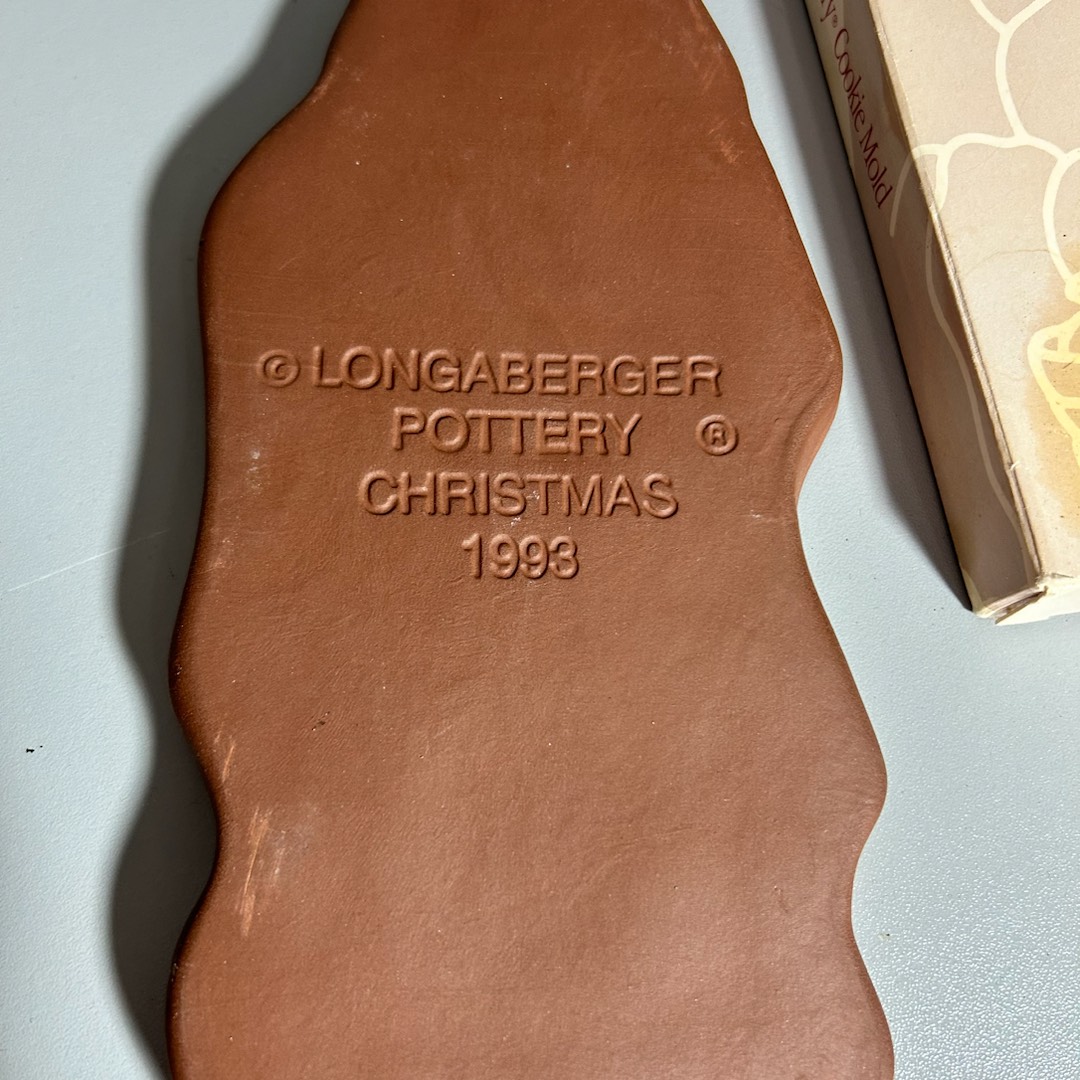 © LONGABERGER
POTTERY ®
CHRISTMAS
1993
® Cookie Mold